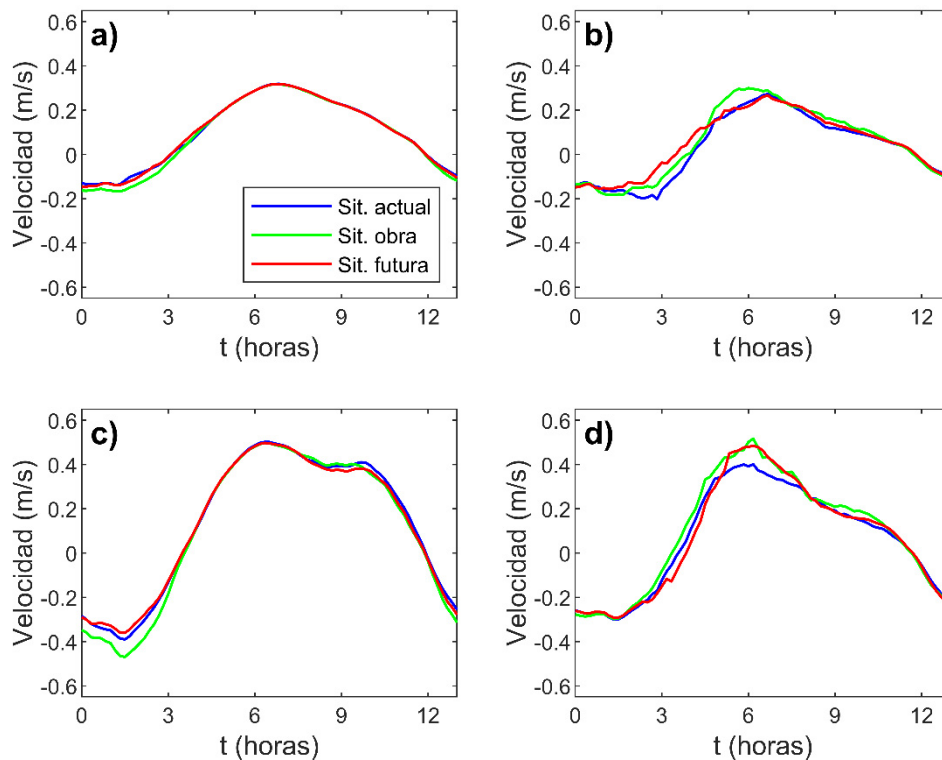 a)
Velocidad (m/s)
0.6
0.4
0.2
0
-0.2
-0.4
-0.6
Sit. actual
Sit. obra
Sit. futura
0 3 6 9 12
t (horas)
b)
Velocidad (m/s)
0.6
0.4
0.2
0
-0.2
-0.4
-0.6
0 3 6 9 12
t (horas)
c)
Velocidad (m/s)
0.6
0.4
0.2
0
-0.2
-0.4
-0.6
0 3 6 9 12
t (horas)
d)
Velocidad (m/s)
0.6
0.4
0.2
0
-0.2
-0.4
-0.6
0 3 6 9 12
t (horas)